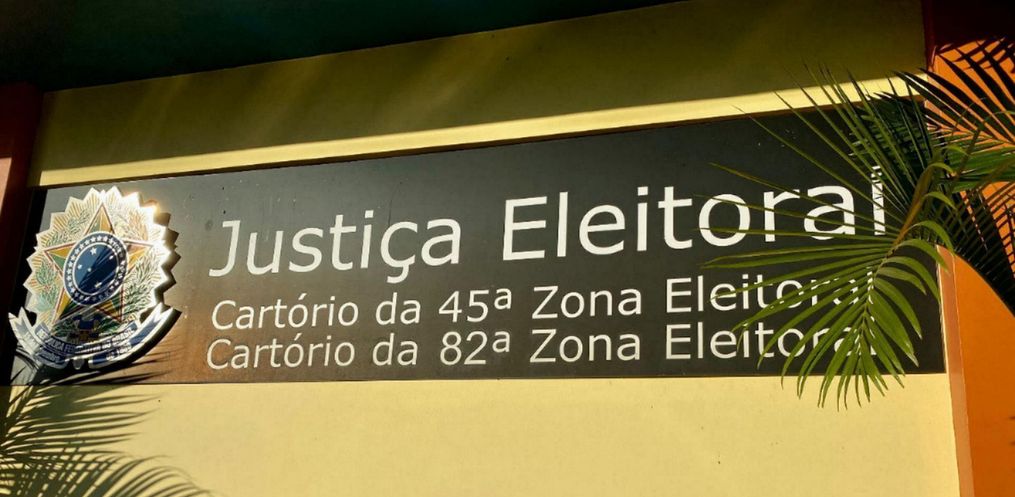 Justiça Eleitoral
Cartório da 45ª Zona Eleitoral
Cartório da 82ª Zona Eleitoral